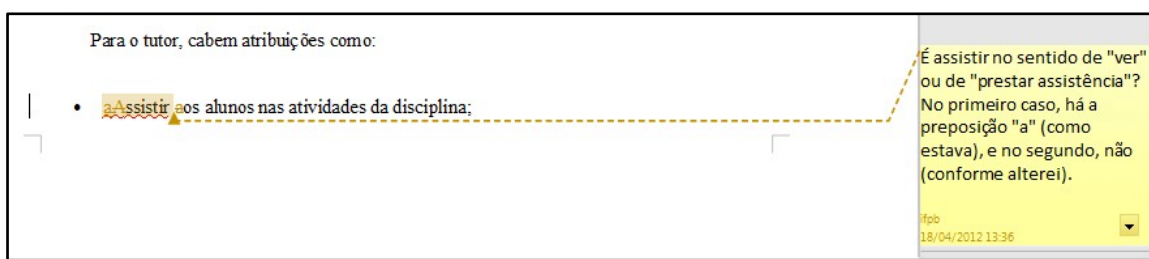 Para o tutor, cabem atribuições como:
• aAssistir aos alunos nas atividades da disciplina;
É assistir no sentido de "ver"
ou de "prestar assistência"?
No primeiro caso, há a
preposição "a" (como
estava), e no segundo, não
(conforme alterei).
ifpb
18/04/2012 13:36